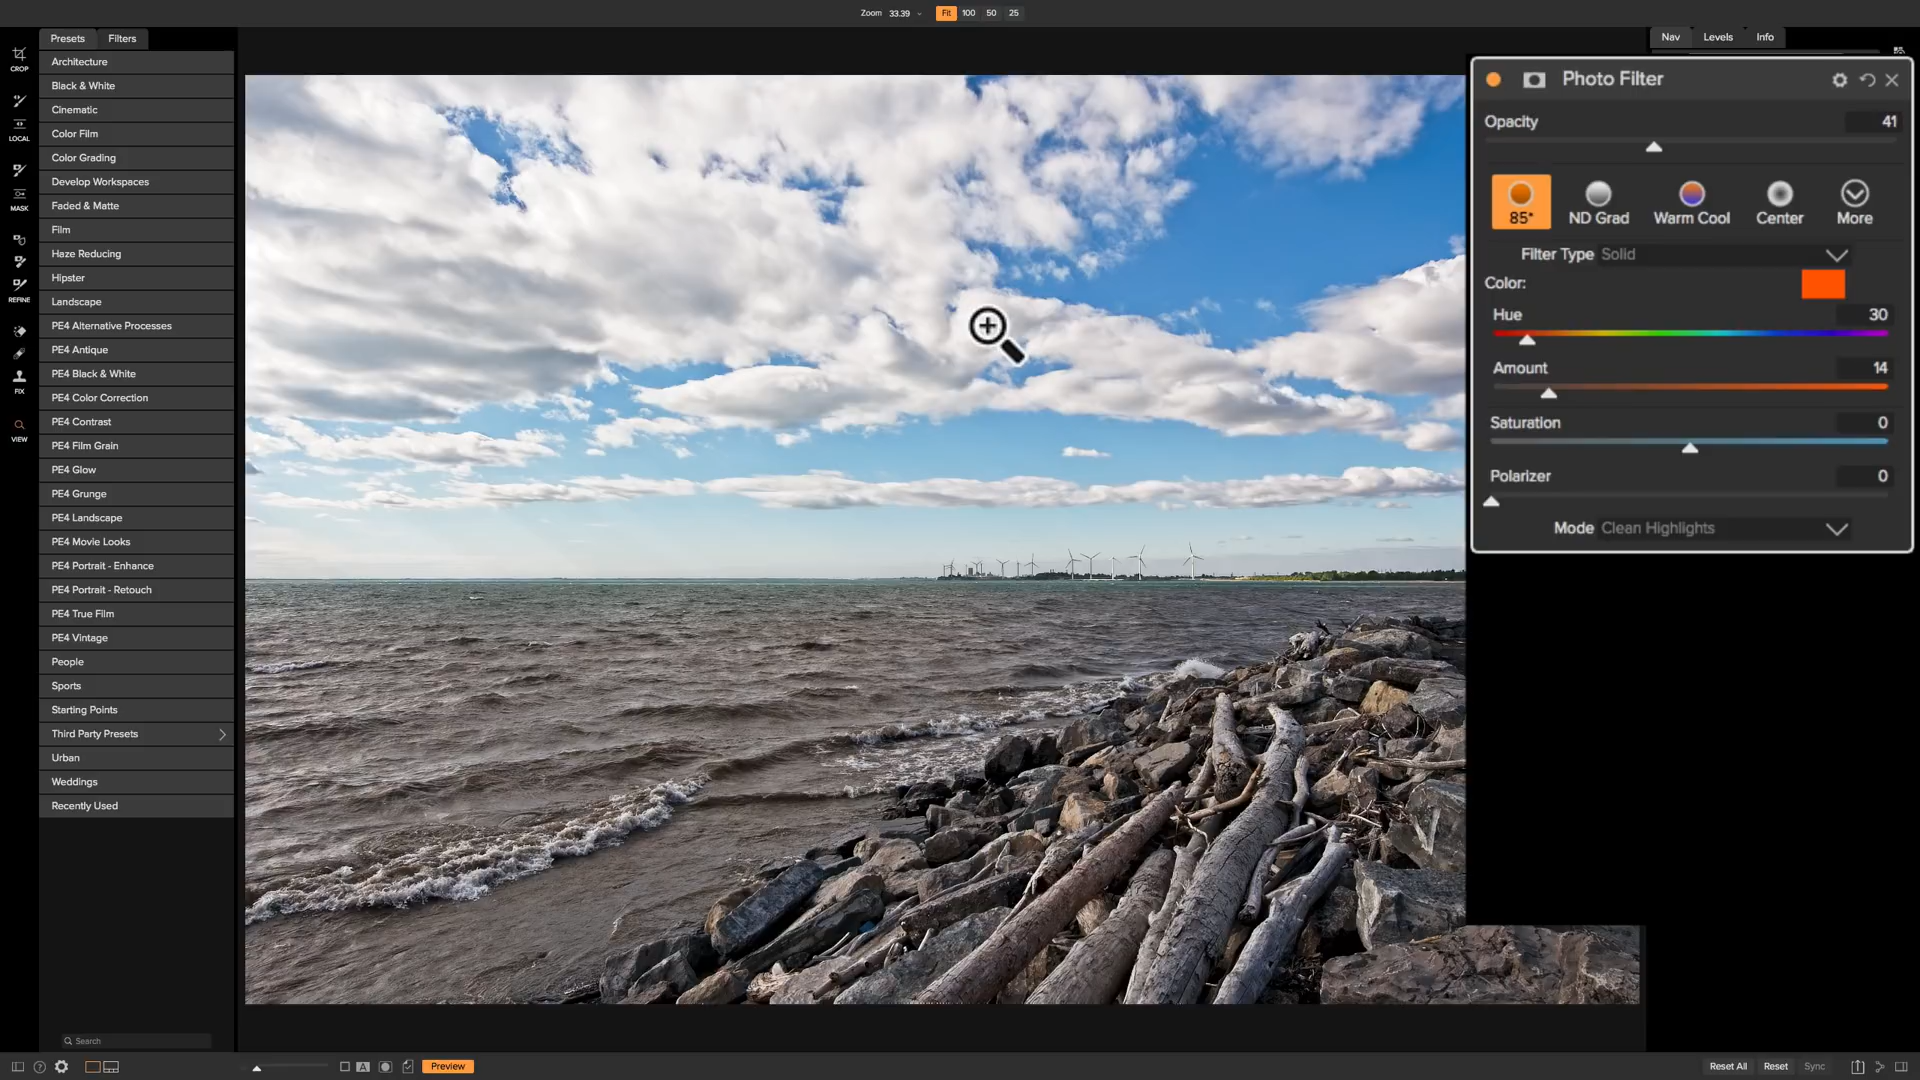 Zoom 33.39 Fit 100 50 25
Presets Filters
Nav Levels Info
CROP
LOCAL
MASK
REFINE
FIX
VIEW
Architecture
Black & White
Cinematic
Color Film
Color Grading
Develop Workspaces
Faded & Matte
Film
Haze Reducing
Hipster
Landscape
PE4 Alternative Processes
PE4 Antique
PE4 Black & White
PE4 Color Correction
PE4 Contrast
PE4 Film Grain
PE4 Glow
PE4 Grunge
PE4 Landscape
PE4 Movie Looks
PE4 Portrait - Enhance
PE4 Portrait - Retouch
PE4 True Film
PE4 Vintage
People
Sports
Starting Points
Third Party Presets
Urban
Weddings
Recently Used
Search
Photo Filter
Opacity 41
85* ND Grad Warm Cool Center More
Filter Type Solid
Color:
Hue 30
Amount 14
Saturation 0
Polarizer 0
Mode Clean Highlights
? A Preview Reset All Reset Sync